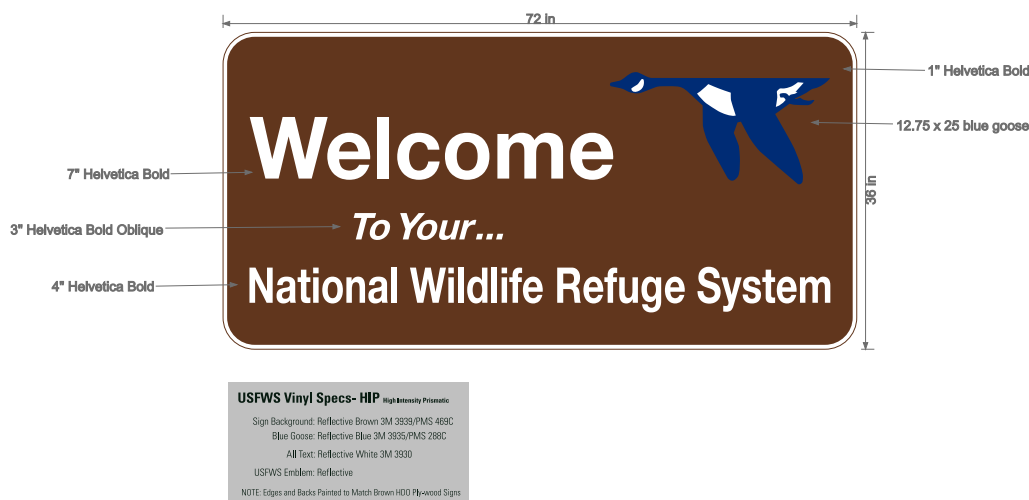 72 in
1" Helvetica Bold
12.75 x 25 blue goose
Welcome
7" Helvetica Bold
36 in
To Your...
3" Helvetica Bold Oblique
National Wildlife Refuge System
4" Helvetica Bold
USFWS Vinyl Specs- HIP High Intensity Prismatic
Sign Background: Reflective Brown 3M 3939/PMS 469C
Blue Goose: Reflective Blue 3M 3935/PMS 288C
All Text: Reflective White 3M 3930
USFWS Emblem: Reflective
NOTE: Edges and Backs Painted to Match Brown HDO Ply-wood Signs